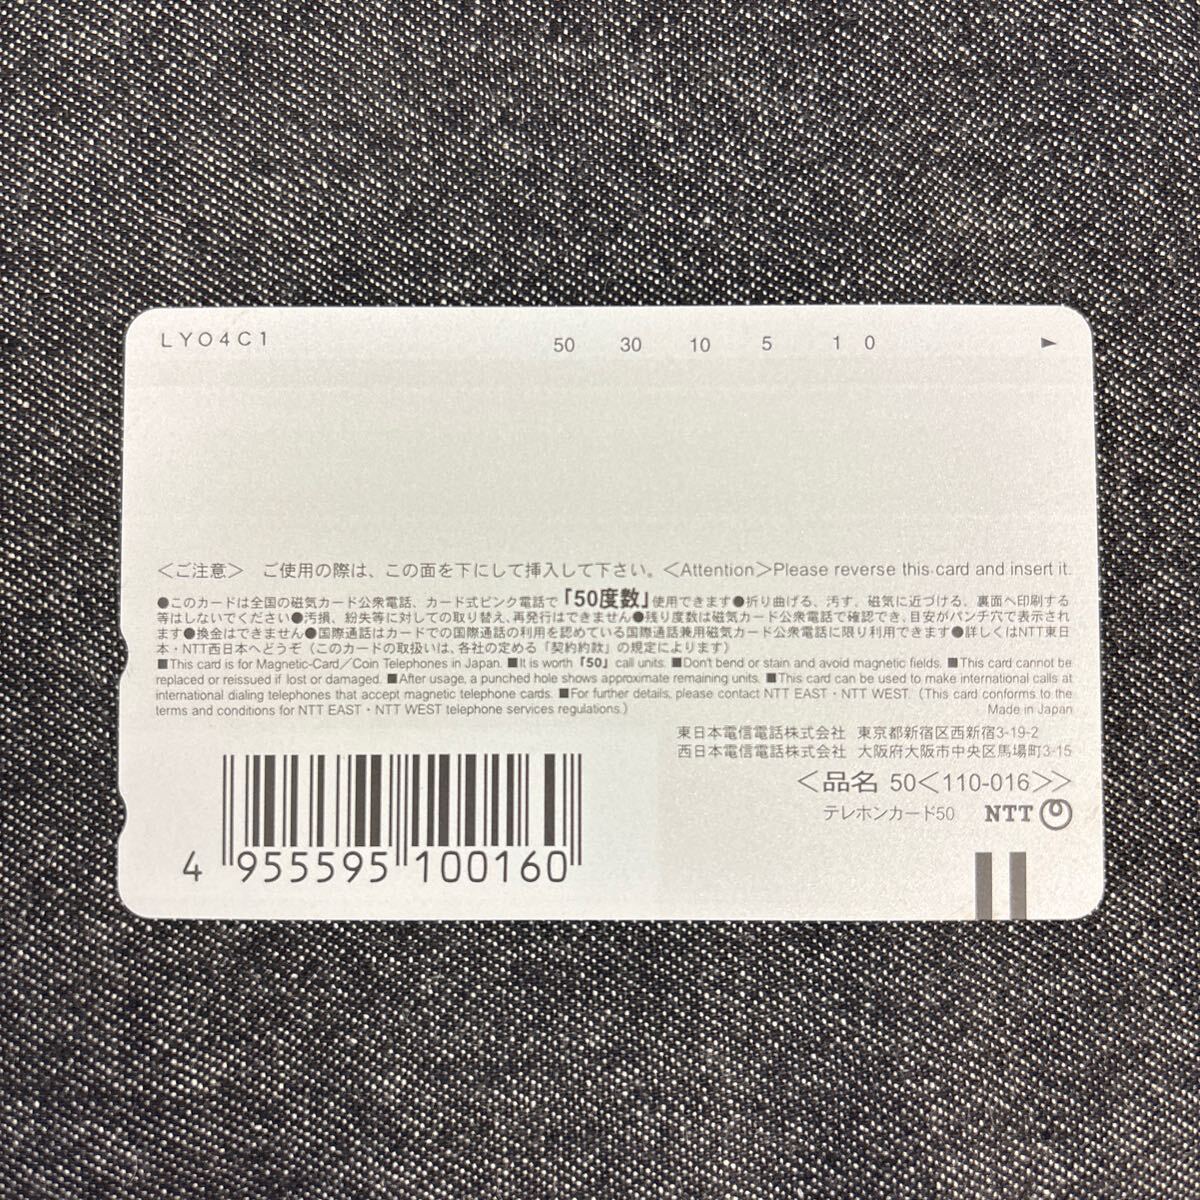 LY04C1
50 30 10 5 1 0 ►
＜ご注意＞ ご使用の際は、この面を下にして挿入して下さい。＜Attention＞Please reverse this card and insert it.
●このカードは全国の磁気カード公衆電話、カード式ピンク電話で「50度数」使用できます●折り曲げる、汚す、磁気に近づける、裏面へ印刷する
等はしないでください●汚損、紛失等に対しての取り替え、再発行はできません●残り度数は磁気カード公衆電話で確認でき、目安がパンチ穴で表示されま
す●換金はできません●国際通話はカードでの国際通話の利用を認めている国際通話兼用磁気カード公衆電話に限り利用できます●詳しくはNTT東日
本・NTT西日本へどうぞ（このカードの取扱いは、各社の定める「契約約款」の規定によります）
■This card is for Magnetic-Card／Coin Telephones in Japan. ■It is worth「50」call units. ■Don't bend or stain and avoid magnetic fields. ■This card cannot be
replaced or reissued if lost or damaged. ■After usage, a punched hole shows approximate remaining units. ■This card can be used to make international calls at
international dialing telephones that accept magnetic telephone cards. ■For further details, please contact NTT EAST・NTT WEST.（This card conforms to the
terms and conditions for NTT EAST・NTT WEST telephone services regulations.） Made in Japan
東日本電信電話株式会社 東京都新宿区西新宿3-19-2
西日本電信電話株式会社 大阪府大阪市中央区馬場町3-15
＜品名 50＜110-016＞＞
テレホンカード50 NTT
4 955595 100160